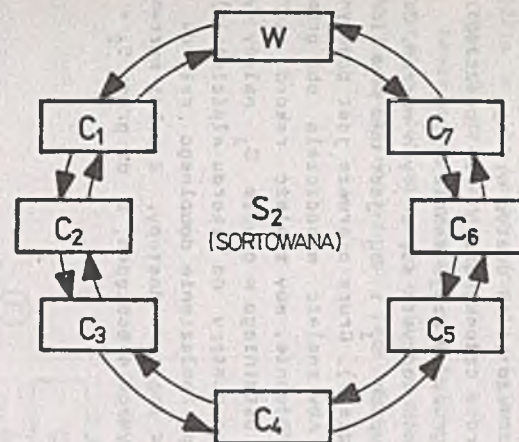 W
C₁
C₇
C₂
S₂
C₆
(SORTOWANA)
C₃
C₅
C₄